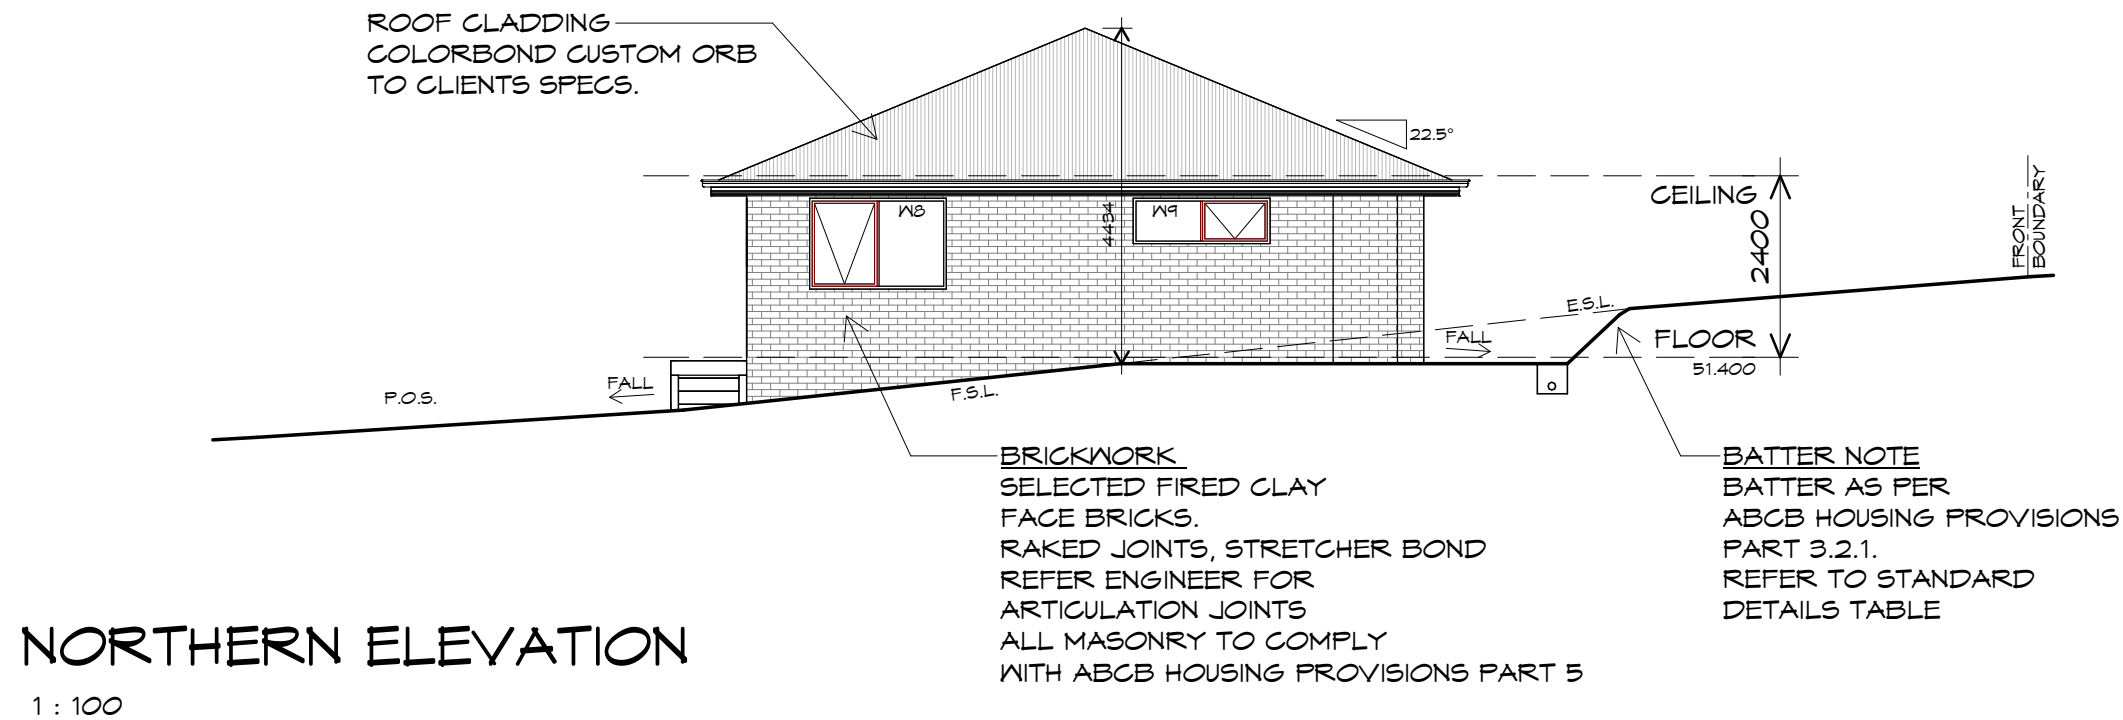 ROOF CLADDING
COLORBOND CUSTOM ORB
TO CLIENTS SPECS.
22.5°
CEILING
2400
FRONT
BOUNDARY
W8
4434
W9
E.S.L.
FALL
FLOOR
51.400
FALL
P.O.S.
F.S.L.
BRICKWORK
SELECTED FIRED CLAY
FACE BRICKS.
RAKED JOINTS, STRETCHER BOND
REFER ENGINEER FOR
ARTICULATION JOINTS
ALL MASONRY TO COMPLY
WITH ABCB HOUSING PROVISIONS PART 5
BATTER NOTE
BATTER AS PER
ABCB HOUSING PROVISIONS
PART 3.2.1.
REFER TO STANDARD
DETAILS TABLE
NORTHERN ELEVATION
1 : 100